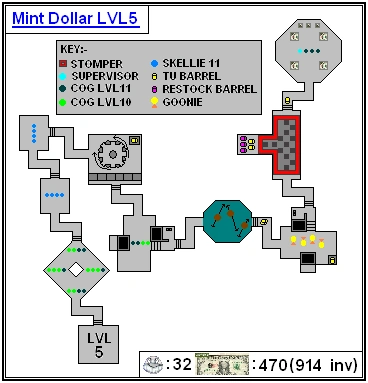 Mint Dollar LVL5
KEY:-
STOMPER
SKELLIE 11
SUPERVISOR
TU BARREL
COG LVL11
RESTOCK BARREL
COG LVL10
GOONIE
LVL
5
:32
:470(914 inv)